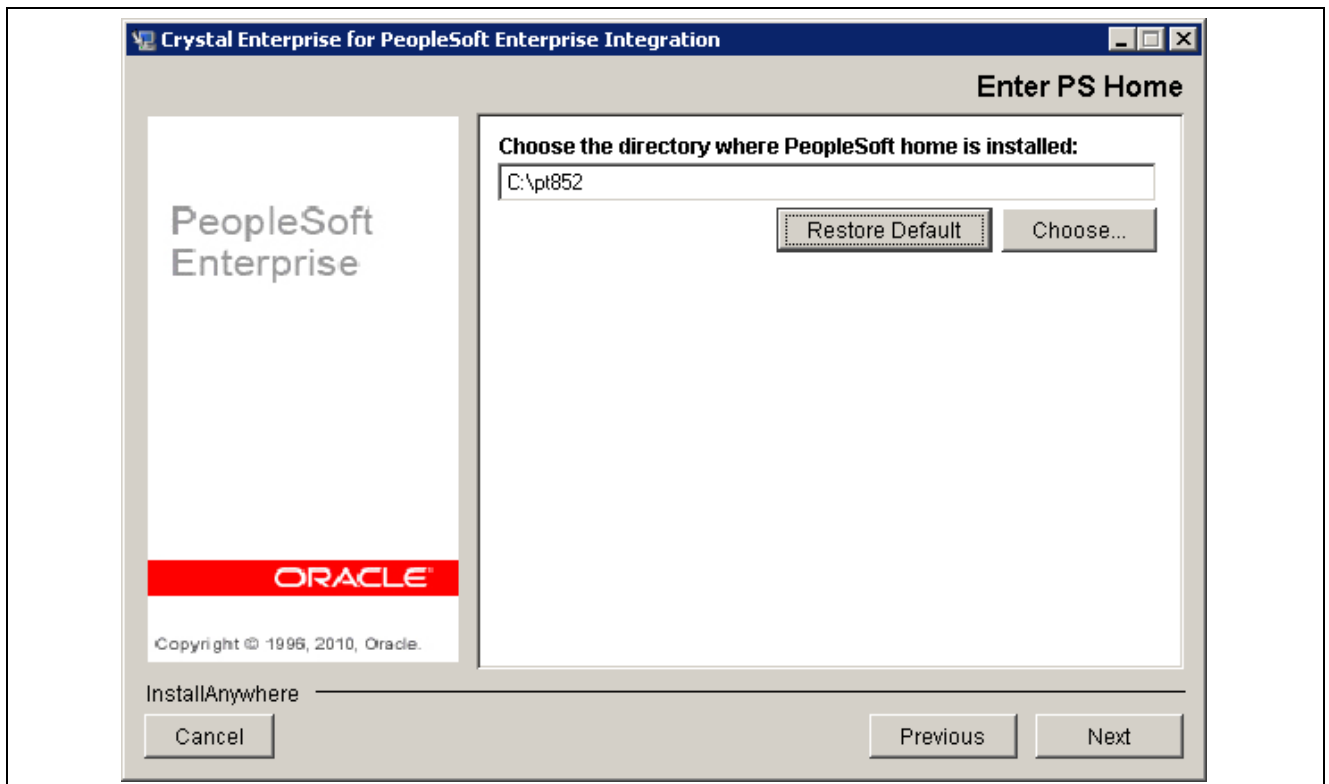 Crystal Enterprise for PeopleSoft Enterprise Integration
Enter PS Home
PeopleSoft
Enterprise
ORACLE
Copyright © 1996, 2010, Oracle.
Choose the directory where PeopleSoft home is installed:
C:\pt852
Restore Default
Choose...
InstallAnywhere
Cancel
Previous
Next